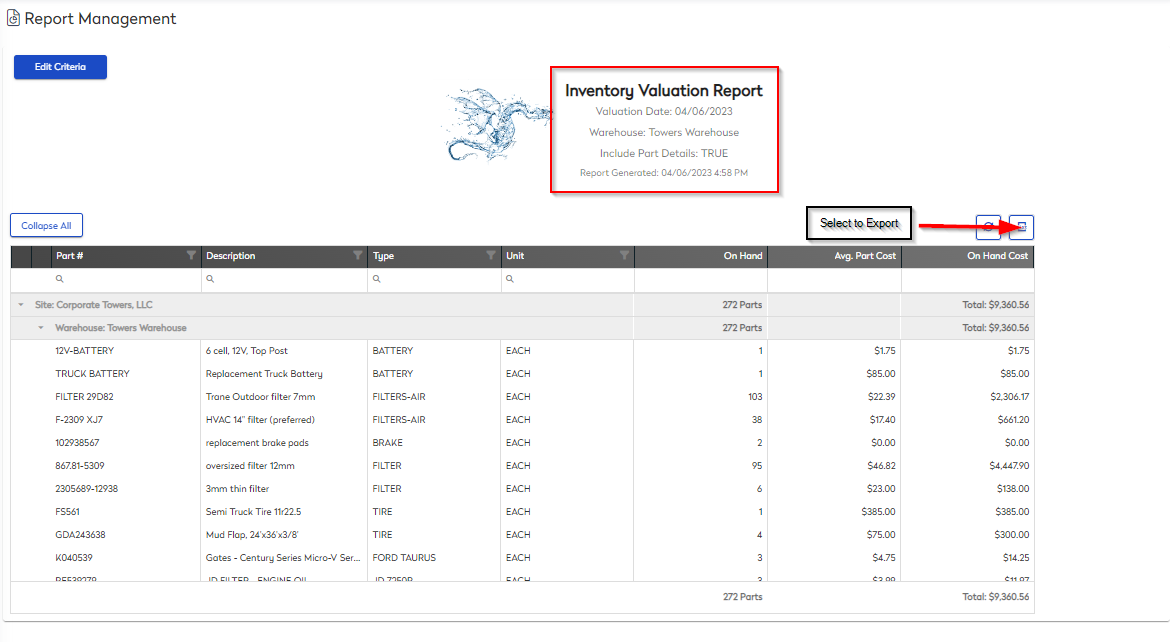 Report Management
Edit Criteria
Inventory Valuation Report
Valuation Date: 04/06/2023
Warehouse: Towers Warehouse
Include Part Details: TRUE
Report Generated: 04/06/2023 4:58 PM
Collapse All
Select to Export
Part # Description Type Unit On Hand Avg. Part Cost On Hand Cost
Site: Corporate Towers, LLC 272 Parts Total: $9,360.56
Warehouse: Towers Warehouse 272 Parts Total: $9,360.56
12V-BATTERY 6 cell, 12V, Top Post BATTERY EACH 1 $1.75 $1.75
TRUCK BATTERY Replacement Truck Battery BATTERY EACH 1 $85.00 $85.00
FILTER 29D82 Trane Outdoor filter 7mm FILTERS-AIR EACH 103 $22.39 $2,306.17
F-2309 XJ7 HVAC 14" filter (preferred) FILTERS-AIR EACH 38 $17.40 $661.20
102938567 replacement brake pads BRAKE EACH 2 $0.00 $0.00
867.81-5309 oversized filter 12mm FILTER EACH 95 $46.82 $4,447.90
2305689-12938 3mm thin filter FILTER EACH 6 $23.00 $138.00
FS561 Semi Truck Tire 11r22.5 TIRE EACH 1 $385.00 $385.00
GDA243638 Mud Flap, 24'x36'x3/8' TIRE EACH 4 $75.00 $300.00
K040539 Gates - Century Series Micro-V Ser... FORD TAURUS EACH 3 $4.75 $14.25
JD FILTER - ENGINE OIL EACH 3 $3.99 $11.97
272 Parts Total: $9,360.56